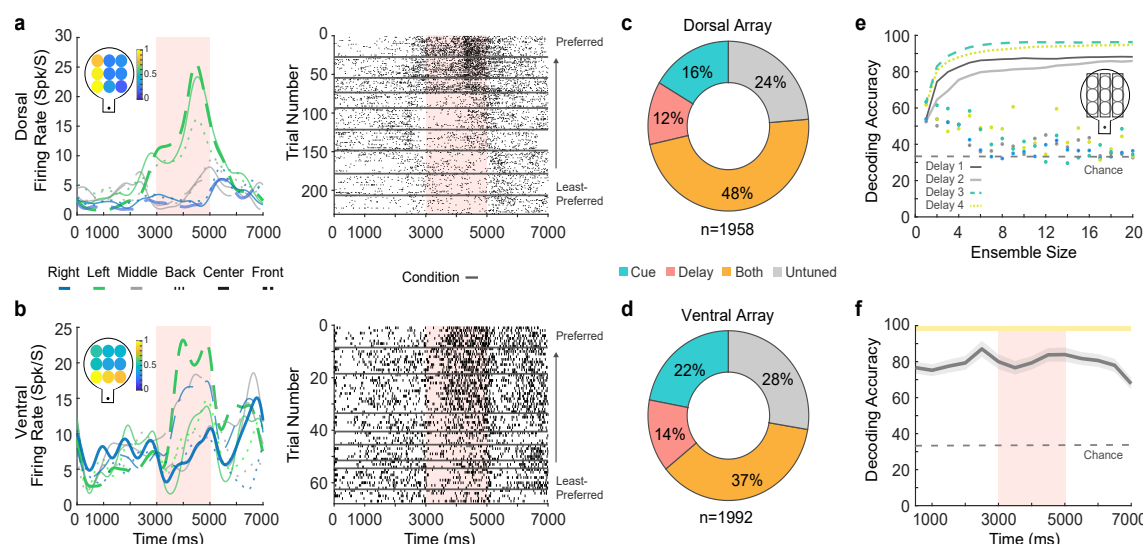 a
Dorsal
Firing Rate (Spk/S)
30
25
20
15
10
5
0
1
0.5
0
0 1000 3000 5000 7000
Trial Number
0
50
100
150
200
Preferred
Least-
Preferred
0 1000 3000 5000 7000
Right Left Middle Back Center Front
Condition
b
Ventral
Firing Rate (Spk/S)
25
20
15
10
5
0
1
0.5
0
0 1000 3000 5000 7000
Time (ms)
Trial Number
0
20
40
60
Preferred
Least-
Preferred
0 1000 3000 5000 7000
Time (ms)
c
Dorsal Array
16%
24%
12%
48%
n=1958
Cue Delay Both Untuned
d
Ventral Array
22%
28%
14%
37%
n=1992
e
Decoding Accuracy
100
80
60
40
20
0
Chance
Delay 1
Delay 2
Delay 3
Delay 4
0 4 8 12 16 20
Ensemble Size
f
Decoding Accuracy
100
80
60
40
20
0
Chance
1000 3000 5000 7000
Time (ms)